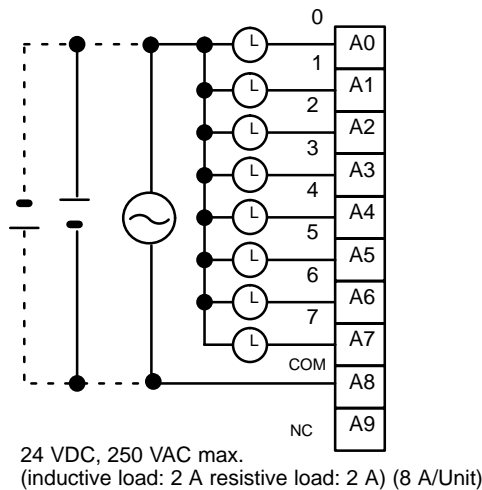 0
L A0
1
L A1
2
L A2
3
L A3
4
L A4
5
L A5
6
L A6
7
L A7
COM
A8
NC A9
24 VDC, 250 VAC max.
(inductive load: 2 A resistive load: 2 A) (8 A/Unit)